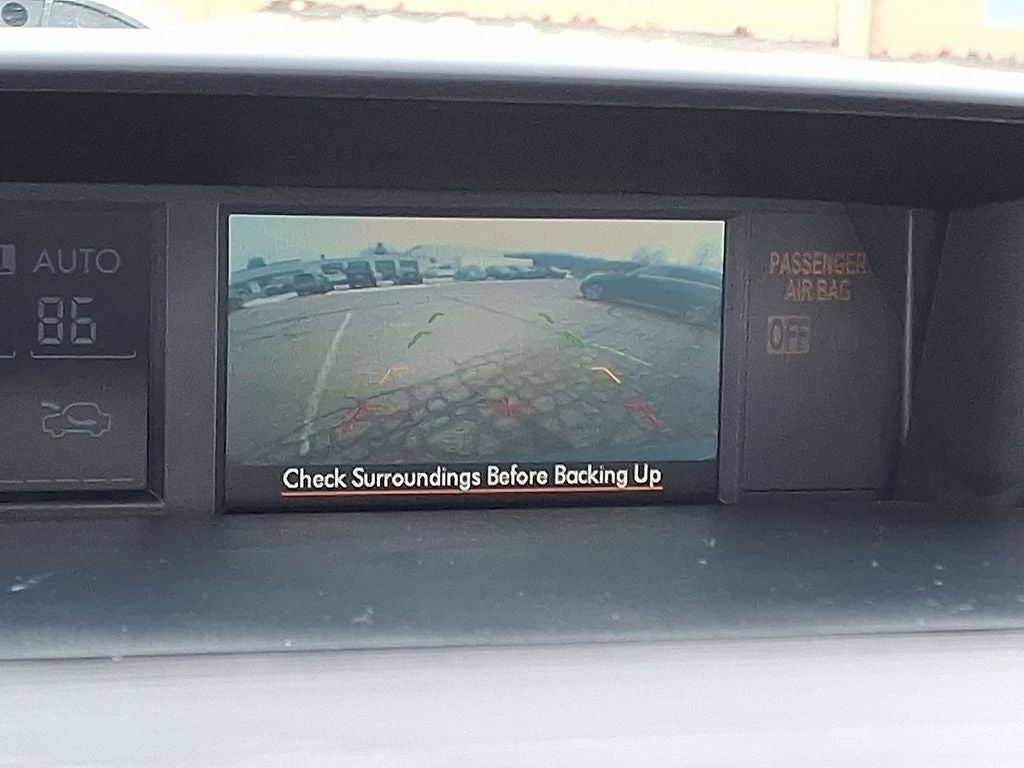 AUTO
86
Check Surroundings Before Backing Up
PASSENGER
AIR BAG
OFF